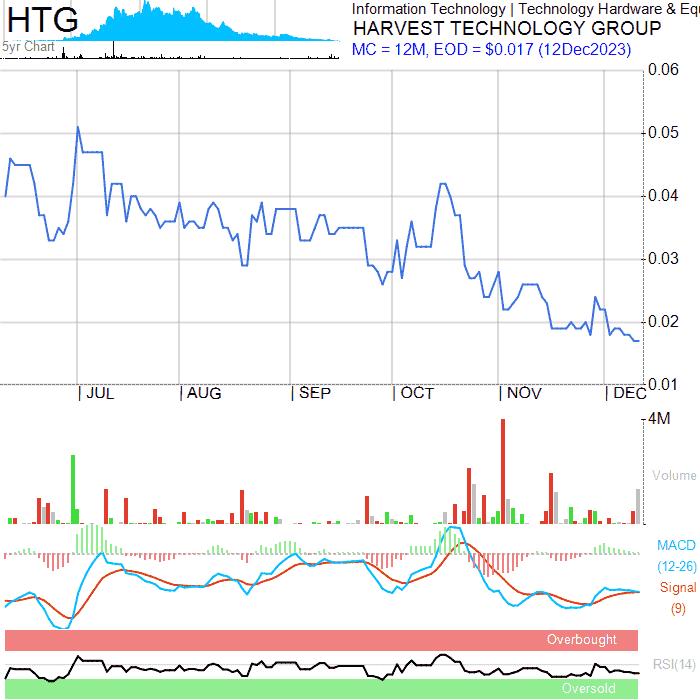 HTG
5yr Chart
Information Technology | Technology Hardware & Equ
HARVEST TECHNOLOGY GROUP
MC = 12M, EOD = $0.017 (12Dec2023)
0.06
0.05
0.04
0.03
0.02
0.01
| JUL | AUG | SEP | OCT | NOV | DEC
4M
Volume
MACD
(12-26)
Signal
(9)
Overbought
RSI(14)
Oversold